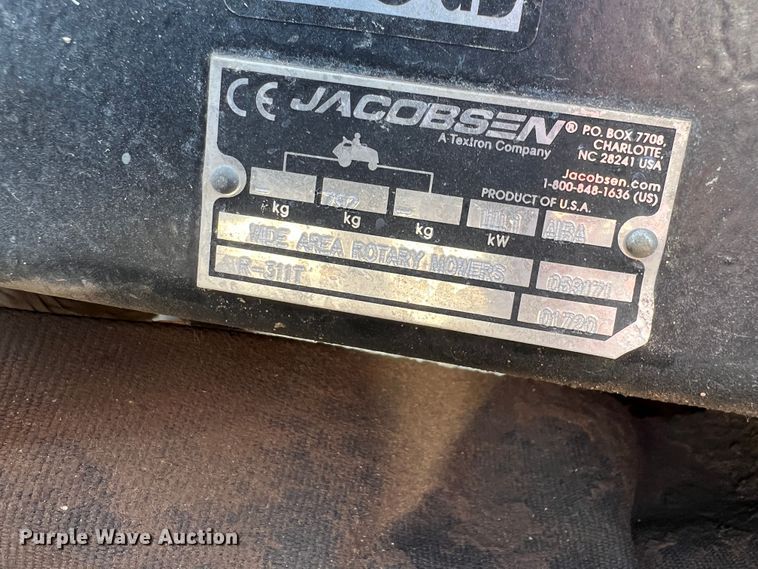 CE JACOBSEN®
A Textron Company
P.O. BOX 7708,
CHARLOTTE,
NC 28241 USA
Jacobsen.com
1-800-848-1636 (US)
PRODUCT OF U.S.A.
- -
kg kg kg kW
WIDE AREA ROTARY MOWERS
R-311T
01720
Purple Wave Auction